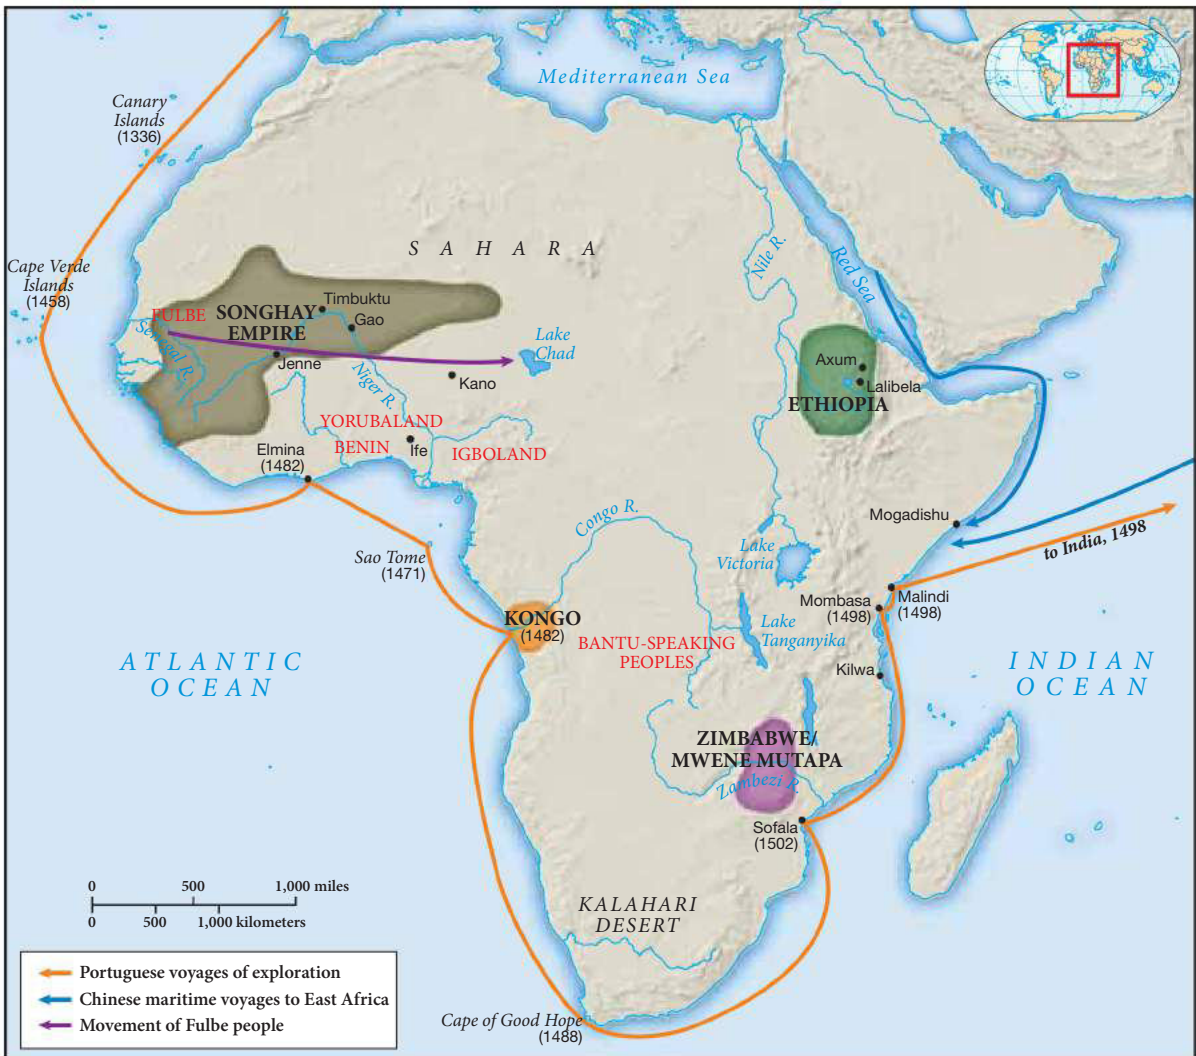 Mediterranean Sea
Canary
Islands
(1336)
S A H A R A
Nile R.
Red Sea
Cape Verde
Islands
(1458)
FULBE
Senegal R.
SONGHAY
EMPIRE
Timbuktu
Gao
Jenne
Niger R.
Lake
Chad
Kano
Axum
Lalibela
ETHIOPIA
YORUBALAND
BENIN
Ife
IGBOLAND
Elmina
(1482)
Sao Tome
(1471)
Congo R.
Mogadishu
to India, 1498
Lake
Victoria
Mombasa
(1498)
Malindi
(1498)
KONGO
(1482)
BANTU-SPEAKING
PEOPLES
Lake
Tanganyika
Kilwa
ATLANTIC
OCEAN
INDIAN
OCEAN
ZIMBABWE/
MWENE MUTAPA
Zambezi R.
Sofala
(1502)
KALAHARI
DESERT
0 500 1,000 miles
0 500 1,000 kilometers
Portuguese voyages of exploration
Chinese maritime voyages to East Africa
Movement of Fulbe people
Cape of Good Hope
(1488)